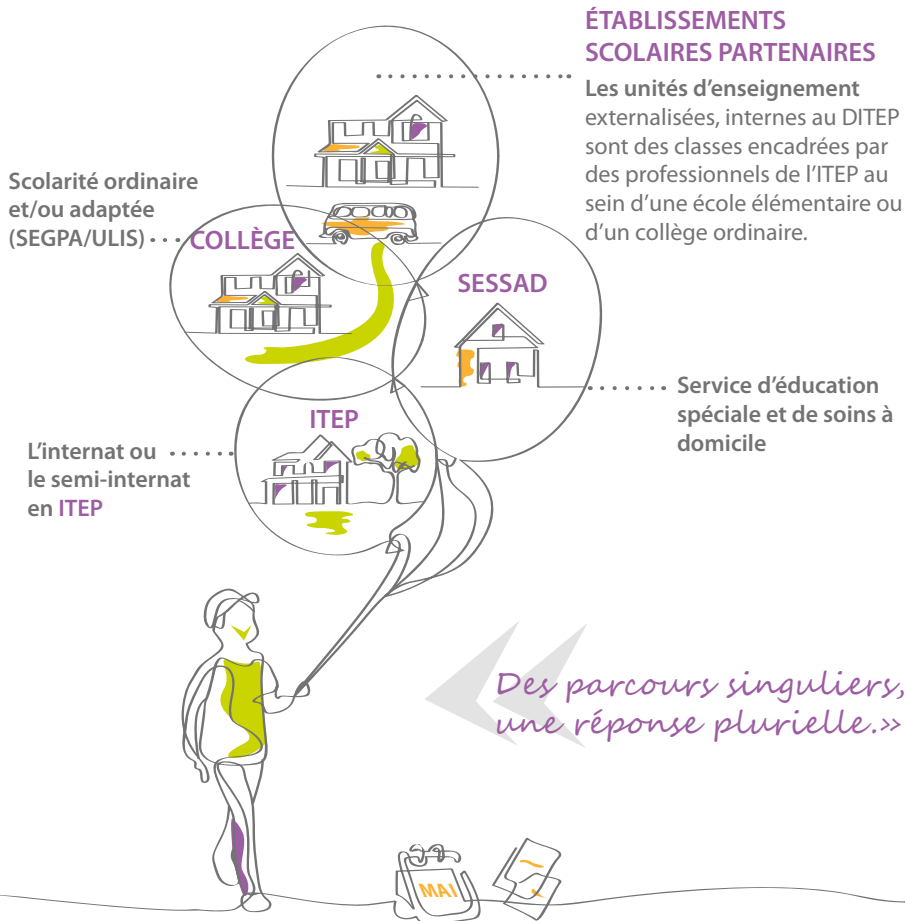 ÉTABLISSEMENTS
SCOLAIRES PARTENAIRES
Les unités d’enseignement
externalisées, internes au DITEP
sont des classes encadrées par
des professionnels de l’ITEP au
sein d’une école élémentaire ou
d’un collège ordinaire.
Scolarité ordinaire
et/ou adaptée
(SEGPA/ULIS)
COLLÈGE
SESSAD
Service d’éducation
spéciale et de soins à
domicile
ITEP
L’internat ou
le semi-internat
en ITEP
Des parcours singuliers,
une réponse plurielle.»
MAI